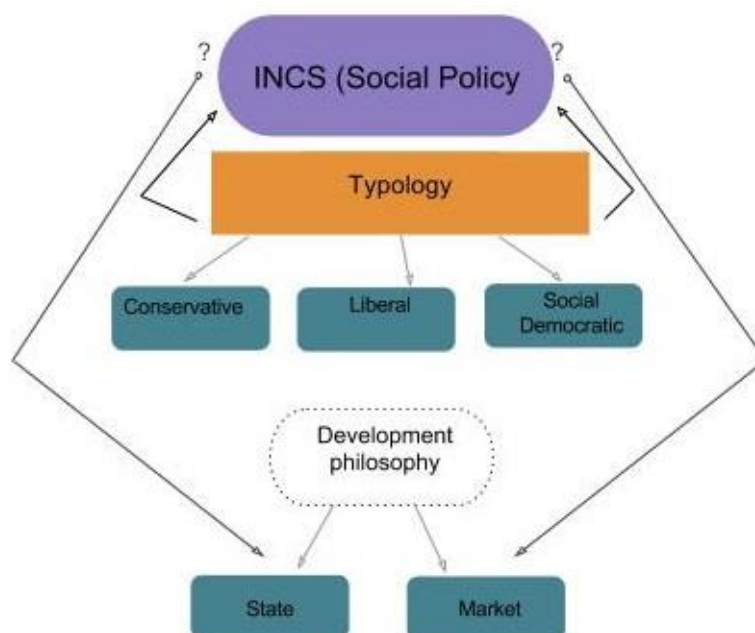 ? ?
INCS (Social Policy
Typology
Conservative Liberal Social
Democratic
Development
philosophy
State Market